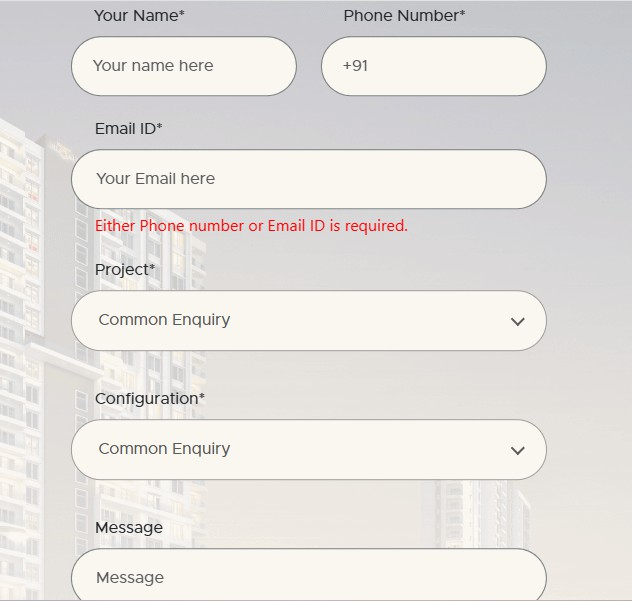 Your Name* Phone Number*
Your name here +91
Email ID*
Your Email here
Either Phone number or Email ID is required.
Project*
Common Enquiry
Configuration*
Common Enquiry
Message
Message